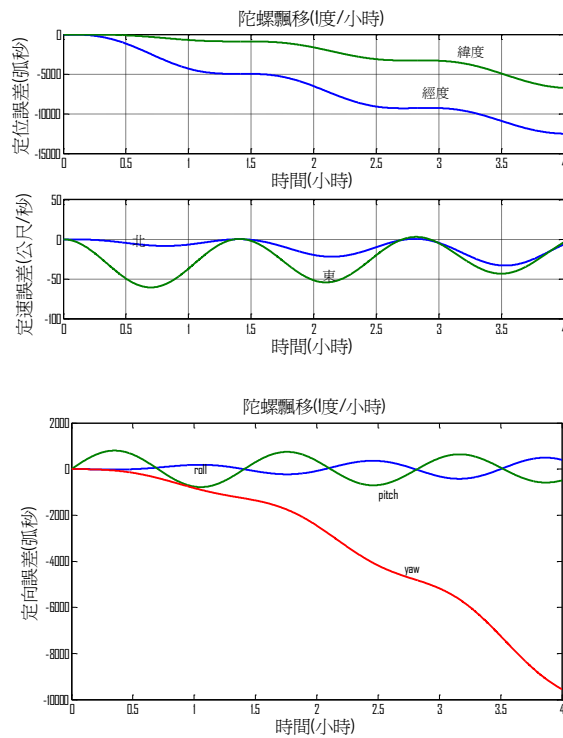 陀螺飄移(1度/小時)
定位誤差(弧秒)
0
-5000
-10000
-15000
緯度
經度
0 0.5 1 1.5 2 2.5 3 3.5 4
時間(小時)
定速誤差(公尺/秒)
50
0
-50
-100
北
東
0 0.5 1 1.5 2 2.5 3 3.5 4
時間(小時)
陀螺飄移(1度/小時)
定向誤差(弧秒)
2000
0
-2000
-4000
-6000
-8000
-10000
roll
pitch
yaw
0 0.5 1 1.5 2 2.5 3 3.5 4
時間(小時)